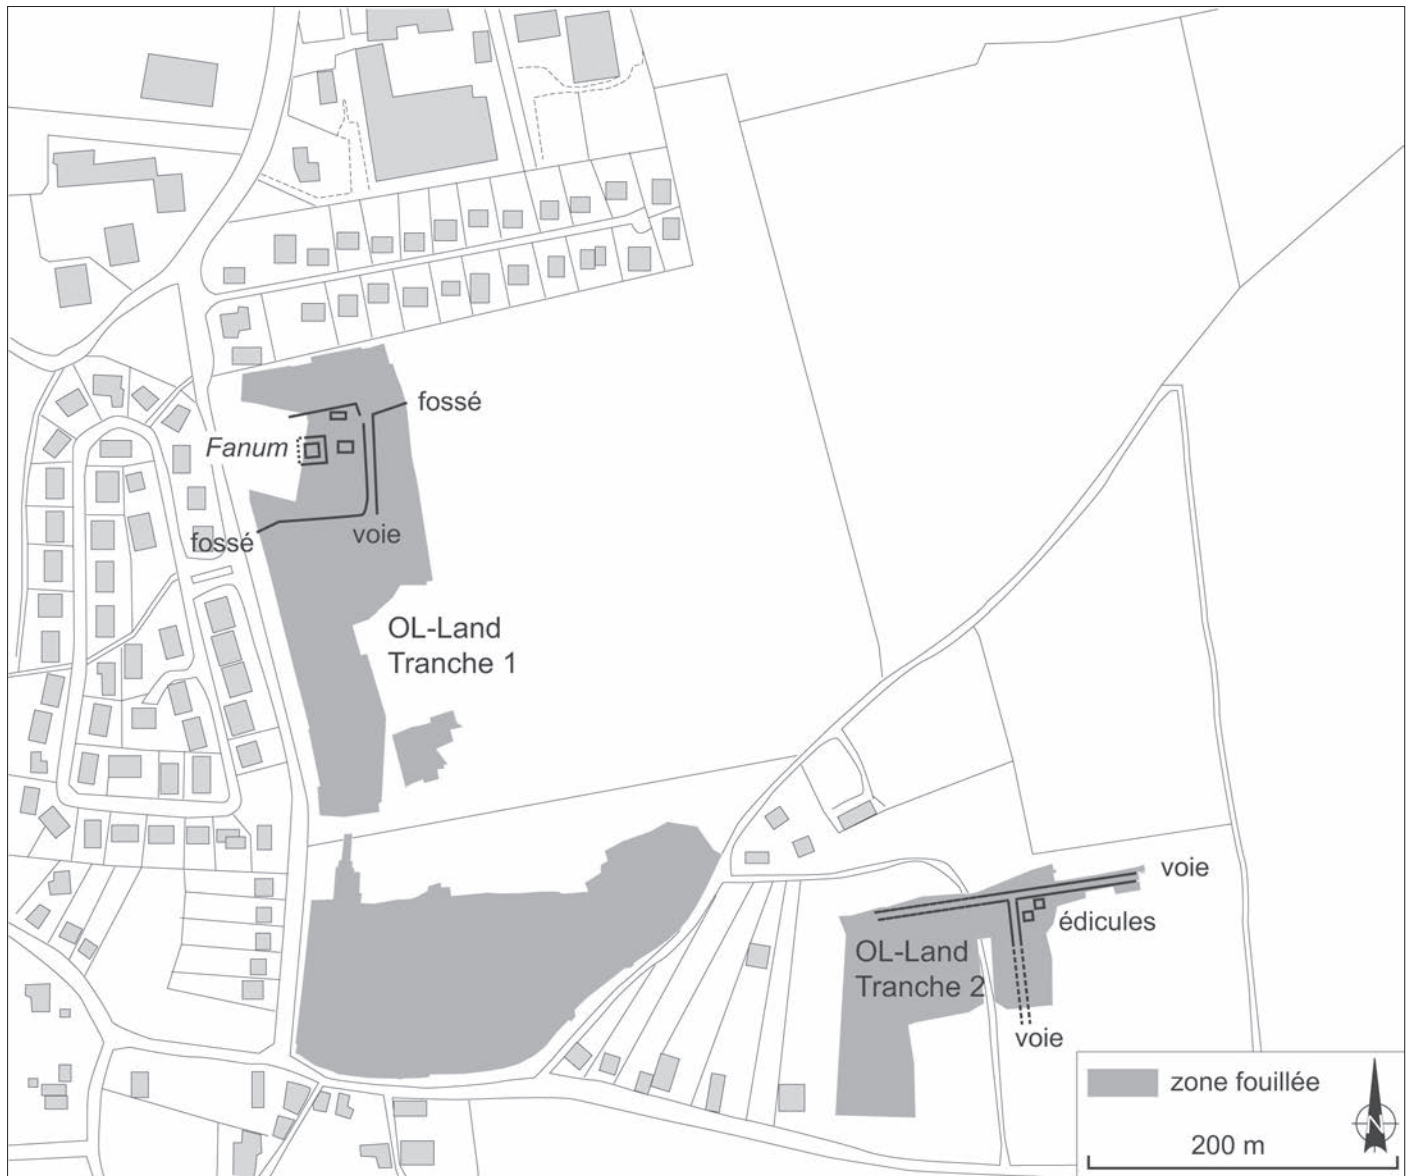 fossé
Fanum
fossé
voie
OL-Land
Tranche 1
voie
édicules
OL-Land
Tranche 2
voie
zone fouillée
N
200 m